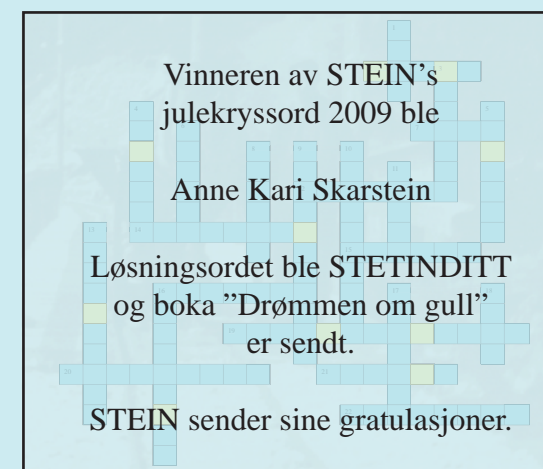 Vinneren av STEIN's
julekryssord 2009 ble
Anne Kari Skarstein
Løsningsordet ble STETINDITT
og boka ”Drømmen om gull”
er sendt.
STEIN sender sine gratulasjoner.